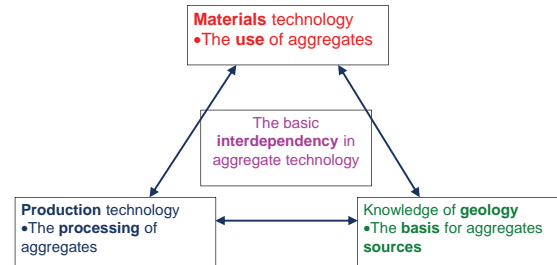 Materials technology
•The use of aggregates
The basic
interdependency in
aggregate technology
Production technology
•The processing of
aggregates
Knowledge of geology
•The basis for aggregates
sources